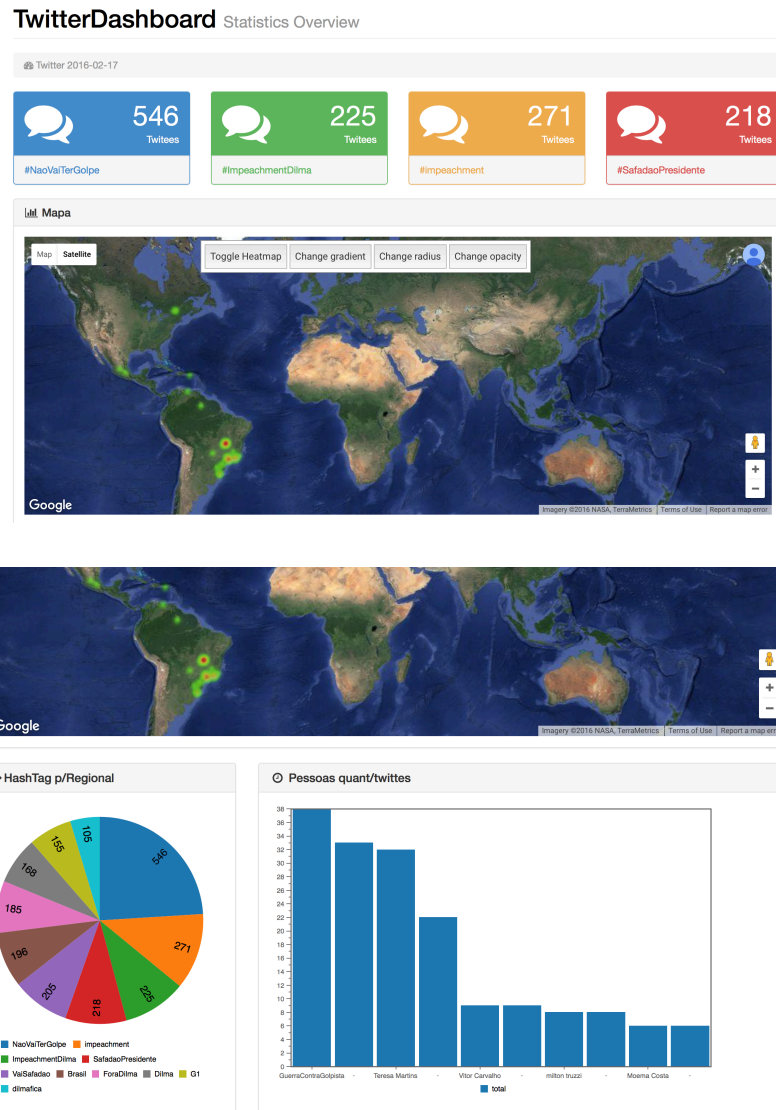 TwitterDashboard Statistics Overview
Twitter 2016-02-17
546
Twitees
#NaoVaiTerGolpe
225
Twitees
#ImpeachmentDilma
271
Twitees
#impeachment
218
Twitees
#SafadaoPresidente
Mapa
Map Satellite
Toggle Heatmap Change gradient Change radius Change opacity
Google
Imagery ©2016 NASA, TerraMetrics Terms of Use Report a map error
Google
Imagery ©2016 NASA, TerraMetrics Terms of Use Report a map err
HashTag p/Regional
546
271
225
218
205
196
185
168
155
105
NaoVaiTerGolpe impeachment
ImpeachmentDilma SafadaoPresidente
VaiSafadao Brasil ForaDilma Dilma G1
dilmafica
Pessoas quant/twittes
38
36
34
32
30
28
26
24
22
20
18
16
14
12
10
8
6
4
2
0
GuerraContraGolpista - Teresa Martins - Vitor Carvalho - milton truzzi - Moema Costa -
total